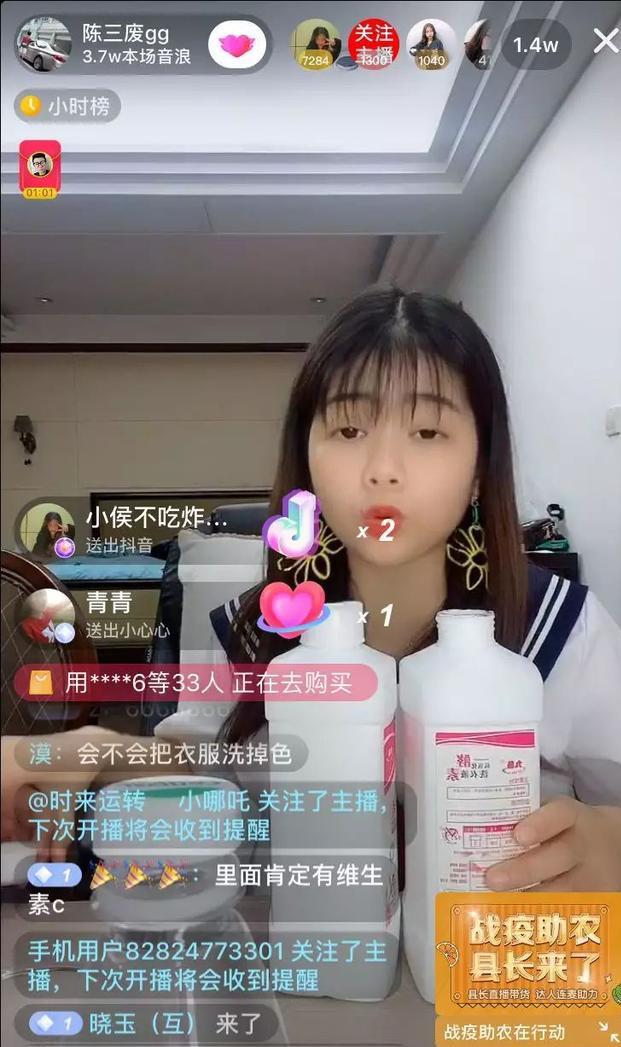 陈三废gg
3.7w本场音浪
7284
关注
主播
1300
1040
1.4w
小时榜
01:01
小侯不吃炸...
送出抖音
x 2
青青
送出小心心
x 1
用****6等33人 正在去购买
漠：会不会把衣服洗掉色
@时来运转 小哪吒 关注了主播，
下次开播将会收到提醒
1 ：里面肯定有维生
素c
手机用户82824773301 关注了主
播，下次开播将会收到提醒
1 晓玉（互） 来了
酵素
洗衣液
战疫助农
县长来了
县长直播带货 达人连麦助力
战疫助农在行动